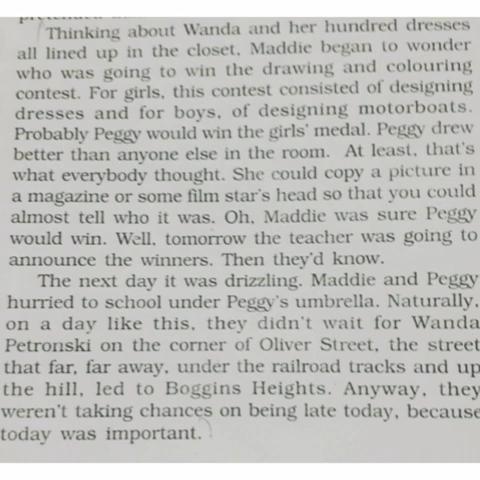 Thinking about Wanda and her hundred dresses
all lined up in the closet, Maddie began to wonder
who was going to win the drawing and colouring
contest. For girls, this contest consisted of designing
dresses and for boys, of designing motorboats.
Probably Peggy would win the girls' medal. Peggy drew
better than anyone else in the room. At least, that's
what everybody thought. She could copy a picture in
a magazine or some film star's head so that you could
almost tell who it was. Oh, Maddie was sure Peggy
would win. Well, tomorrow the teacher was going to
announce the winners. Then they'd know.
The next day it was drizzling. Maddie and Peggy
hurried to school under Peggy's umbrella. Naturally,
on a day like this, they didn't wait for Wanda
Petronski on the corner of Oliver Street, the street
that far, far away, under the railroad tracks and up
the hill, led to Boggins Heights. Anyway, they
weren't taking chances on being late today, because
today was important.